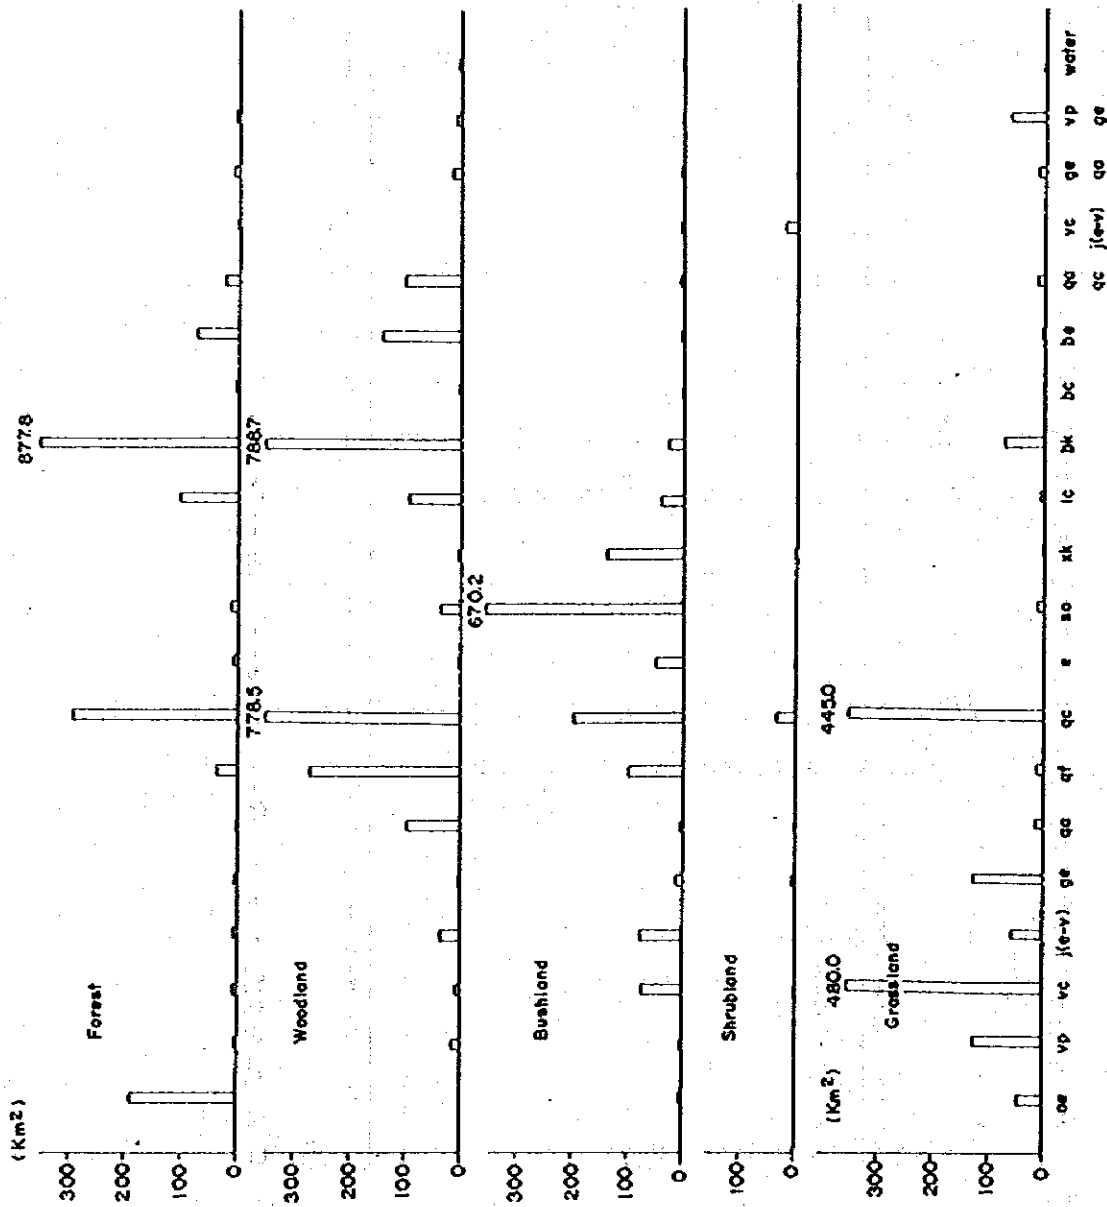 (Km2)
Forest
877.8
300
200
100
0
Woodland
778.5
788.7
300
200
100
0
Bushland
670.2
300
200
100
0
Shrubland
100
0
(Km2)
Grassland
480.0
445.0
300
200
100
0
oe vp vc j(e-v) ge qa qf qc e so xk lc bk bc be qa vc ge vp water
qc j(e-v) qa ge